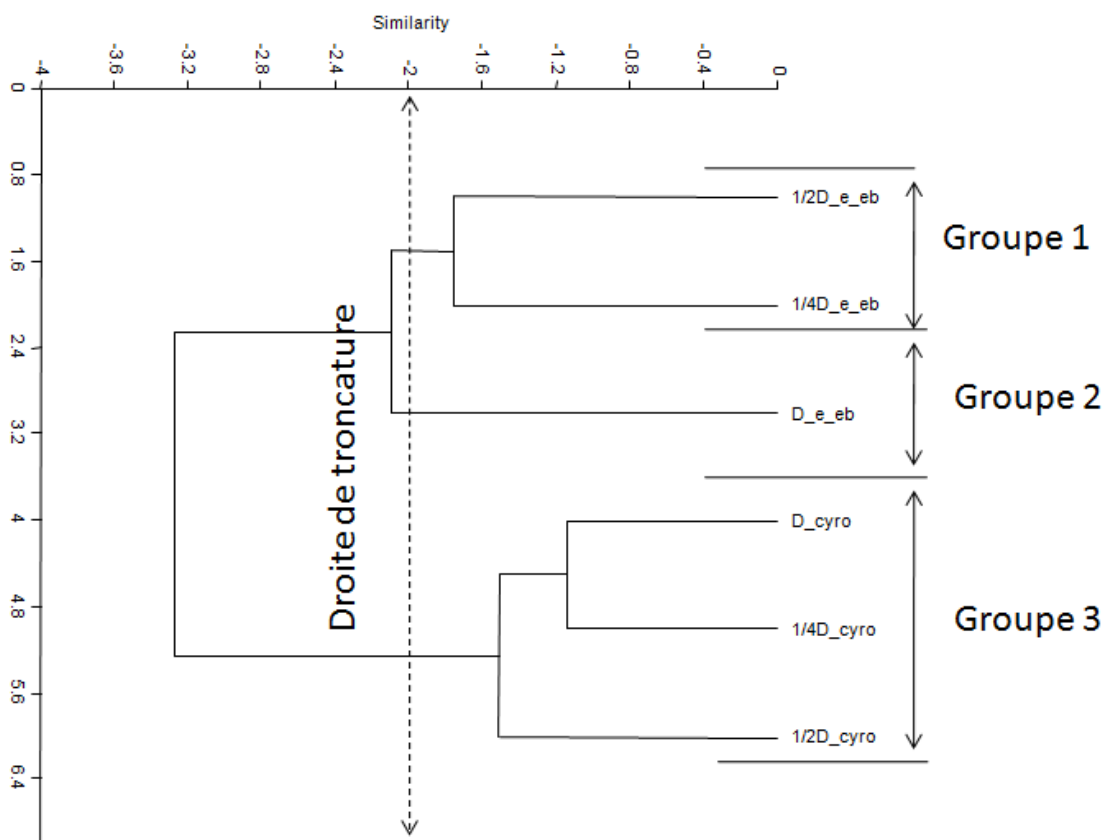 Similarity
-4
-3.6
-3.2
-2.8
-2.4
-2
-1.6
-1.2
-0.8
-0.4
0
0
0.8
1.6
2.4
3.2
4
4.8
5.6
6.4
Droite de troncature
1/2D_e_eb
1/4D_e_eb
D_e_eb
D_cyro
1/4D_cyro
1/2D_cyro
Groupe 1
Groupe 2
Groupe 3